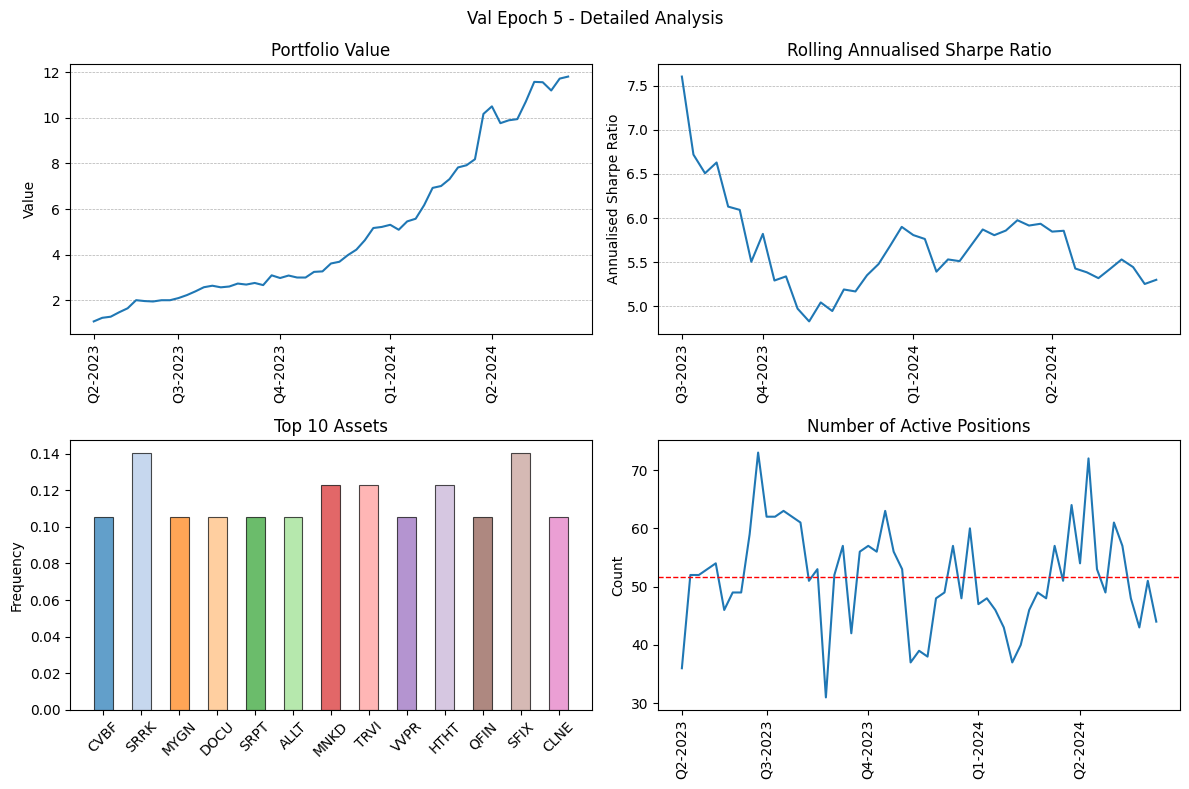 Val Epoch 5 - Detailed Analysis
Portfolio Value
Value
12
10
8
6
4
2
Q2-2023
Q3-2023
Q4-2023
Q1-2024
Q2-2024
Rolling Annualised Sharpe Ratio
Annualised Sharpe Ratio
7.5
7.0
6.5
6.0
5.5
5.0
Q3-2023
Q4-2023
Q1-2024
Q2-2024
Top 10 Assets
Frequency
0.14
0.12
0.10
0.08
0.06
0.04
0.02
0.00
CVBF
SRRK
MYGN
DOCU
SRPT
ALLT
MNKD
TRVI
VVPR
HTHT
QFIN
SFIX
CLNE
Number of Active Positions
Count
70
60
50
40
30
Q2-2023
Q3-2023
Q4-2023
Q1-2024
Q2-2024